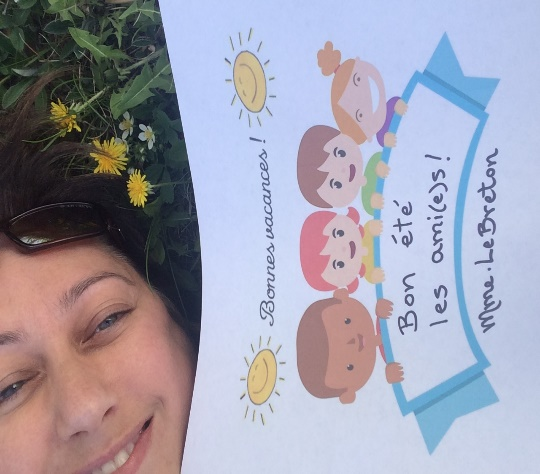 Bonnes vacances !
Bon été
les ami(e)s !
Mme. LeBreton